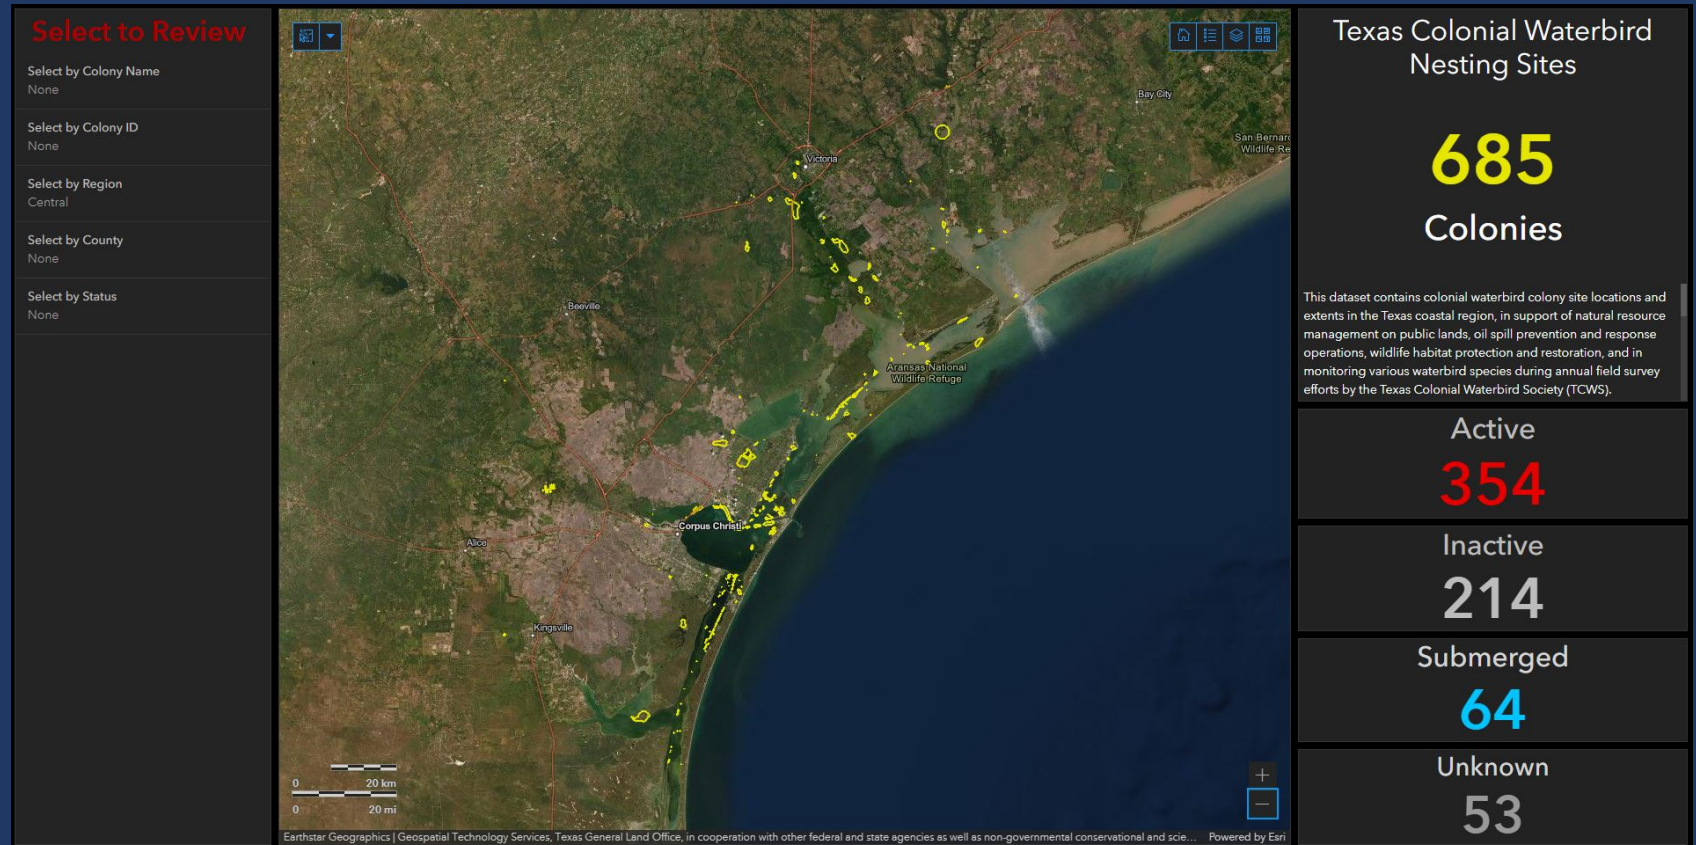 Select to Review
Select by Colony Name
None
Select by Colony ID
None
Select by Region
Central
Select by County
None
Select by Status
None
Bay City
San Bernard
Wildlife Re
Victoria
Beeville
Aransas National
Wildlife Refuge
Corpus Christi
Alice
Kingsville
0 20 km
0 20 mi
Earthstar Geographics | Geospatial Technology Services, Texas General Land Office, in cooperation with other federal and state agencies as well as non-governmental conservational and scie... Powered by Esri
Texas Colonial Waterbird
Nesting Sites
685
Colonies
This dataset contains colonial waterbird colony site locations and
extents in the Texas coastal region, in support of natural resource
management on public lands, oil spill prevention and response
operations, wildlife habitat protection and restoration, and in
monitoring various waterbird species during annual field survey
efforts by the Texas Colonial Waterbird Society (TCWS).
Active
354
Inactive
214
Submerged
64
Unknown
53